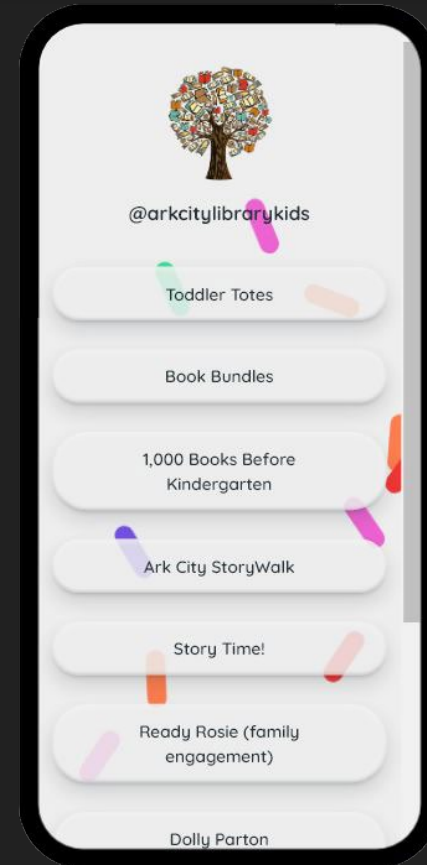 @arkcitylibrarykids
Toddler Totes
Book Bundles
1,000 Books Before
Kindergarten
Ark City StoryWalk
Story Time!
Ready Rosie (family
engagement)
Dolly Parton